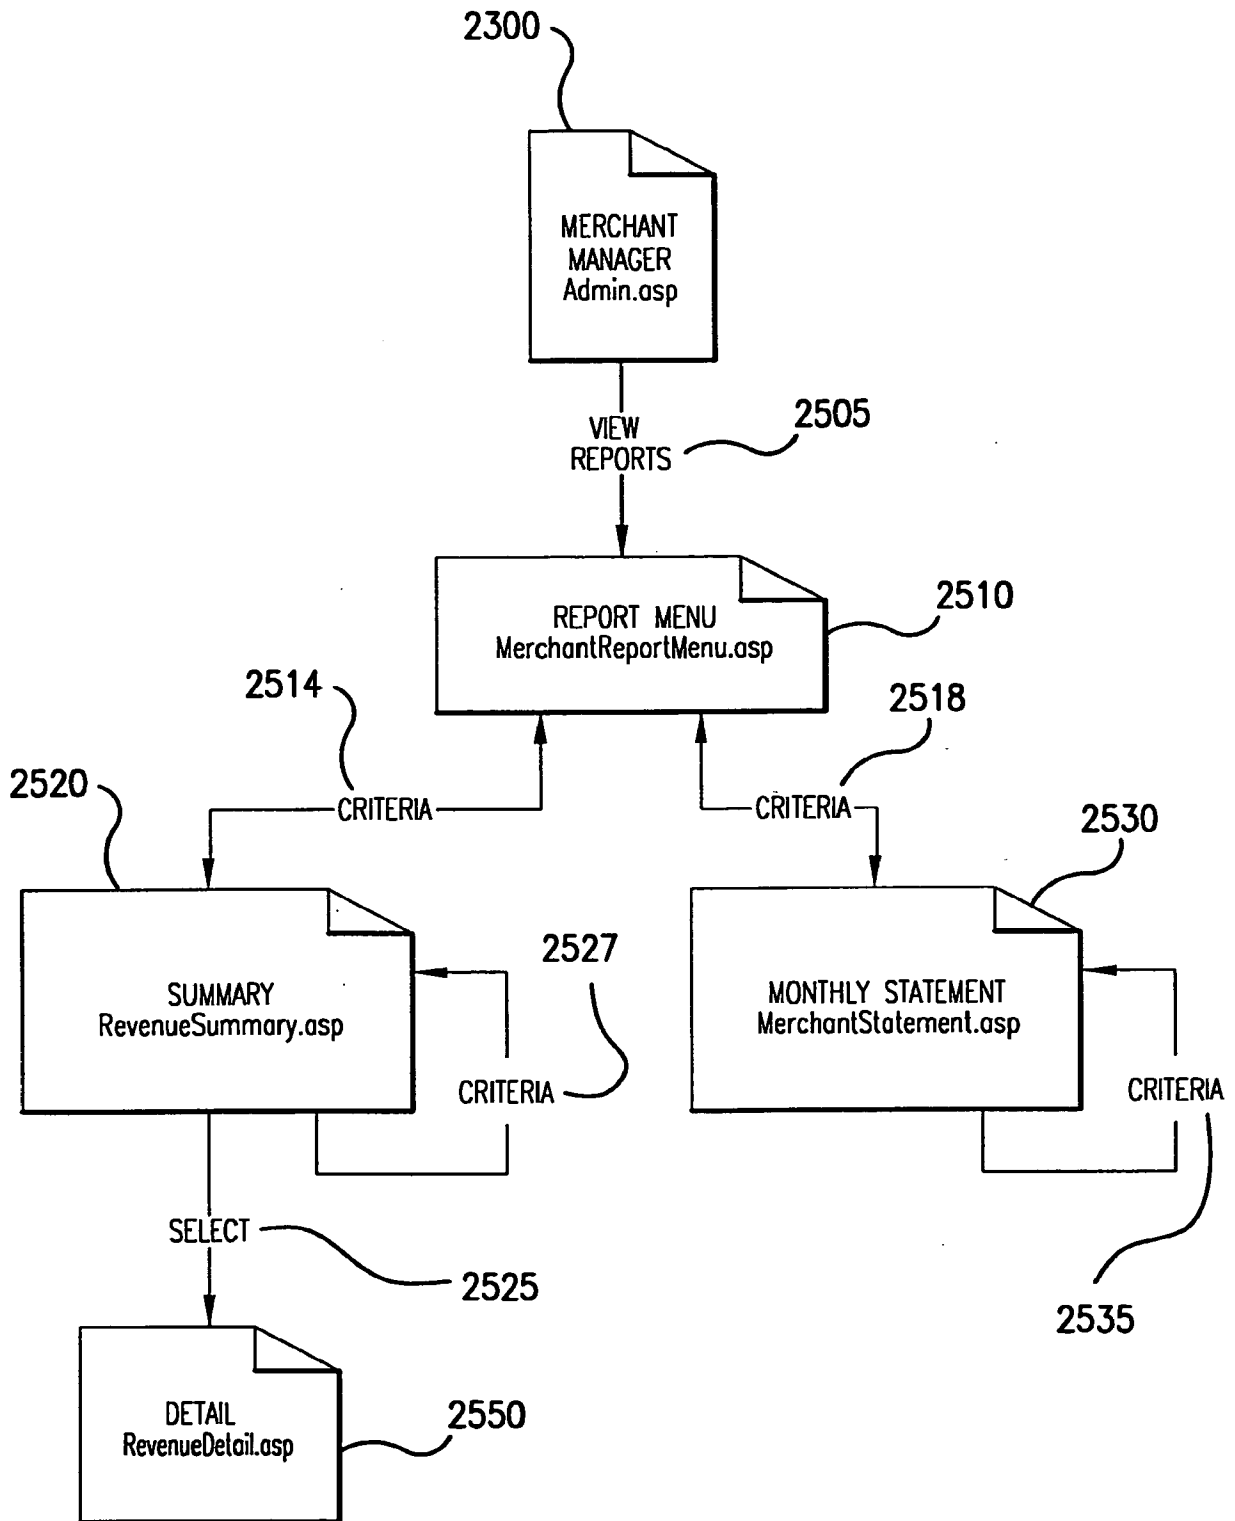 2300
MERCHANT
MANAGER
Admin.asp
VIEW
REPORTS
2505
REPORT MENU
MerchantReportMenu.asp
2510
2514
CRITERIA
2518
CRITERIA
2520
SUMMARY
RevenueSummary.asp
2527
CRITERIA
2530
MONTHLY STATEMENT
MerchantStatement.asp
CRITERIA
2535
SELECT
2525
DETAIL
RevenueDetail.asp
2550